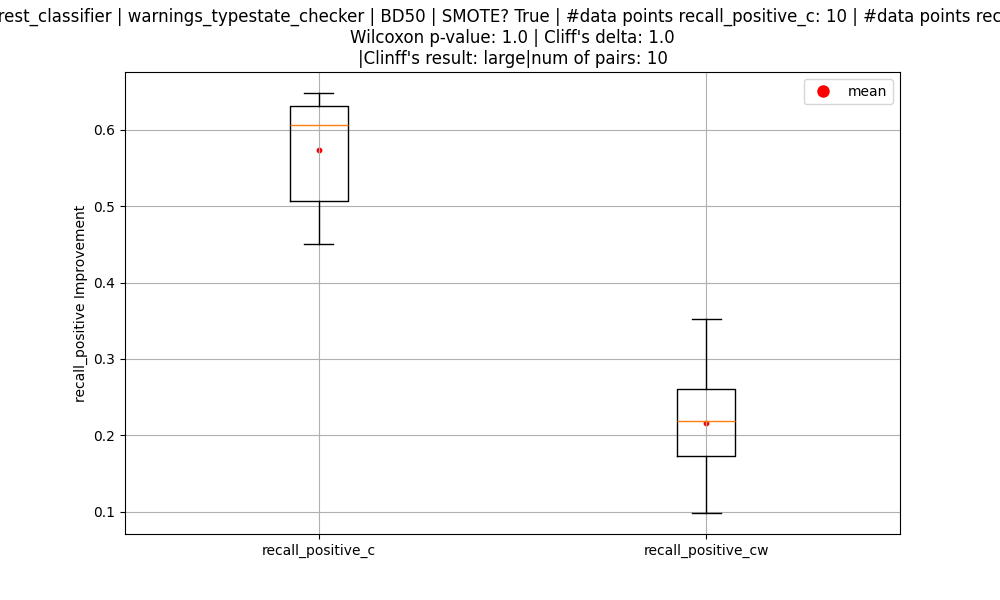 rest_classifier | warnings_typestate_checker | BD50 | SMOTE? True | #data points recall_positive_c: 10 | #data points rec
Wilcoxon p-value: 1.0 | Cliff's delta: 1.0
|Clinff's result: large|num of pairs: 10
mean
0.6
0.5
0.4
0.3
0.2
0.1
recall_positive Improvement
recall_positive_c
recall_positive_cw